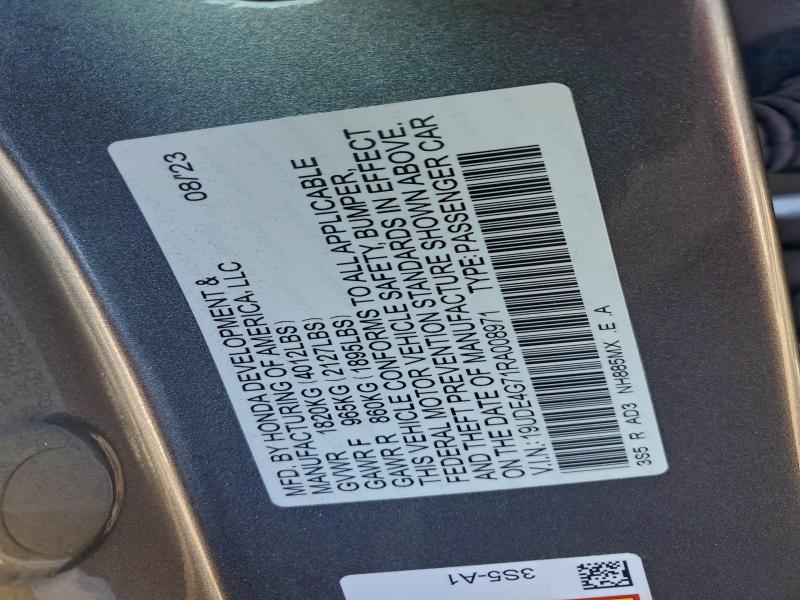 MFD. BY HONDA DEVELOPMENT & 08/'23
MANUFACTURING OF AMERICA, LLC
GVWR 1820KG (4012LBS)
GAWR F 965KG (2127LBS)
GAWR R 860KG (1895LBS)
THIS VEHICLE CONFORMS TO ALL APPLICABLE
FEDERAL MOTOR VEHICLE SAFETY, BUMPER,
AND THEFT PREVENTION STANDARDS IN EFFECT
ON THE DATE OF MANUFACTURE SHOWN ABOVE.
V.I.N.:19UDE4G71RA006971 TYPE:PASSENGER CAR
3S5 R AD3 NH885MX E A
3S5-A1